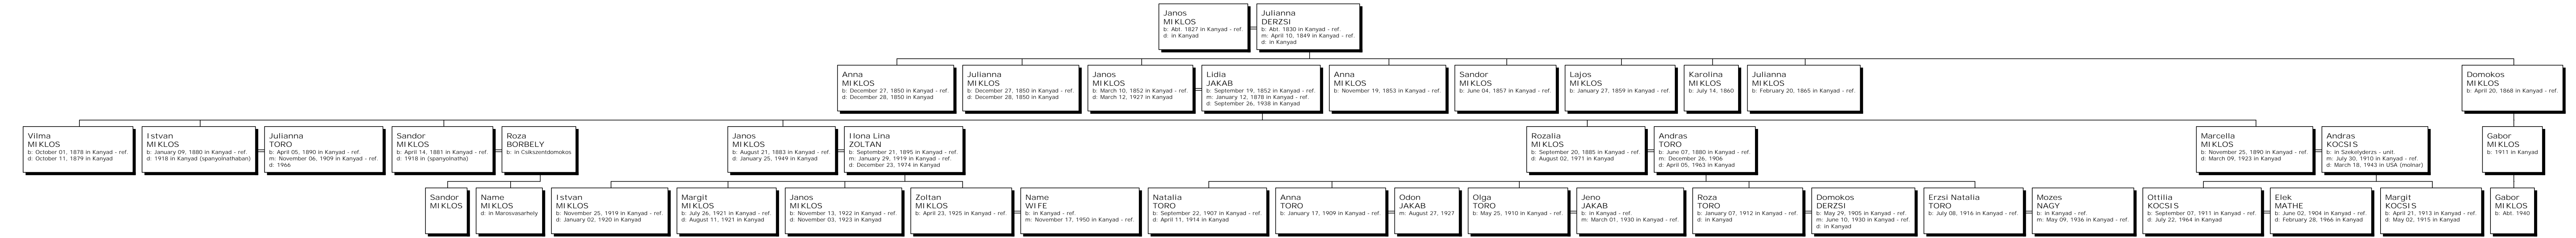 Janos
MIKLOS
b: Abt. 1827 in Kanyad - ref.
d: in Kanyad
Julianna
DERZSI
b: Abt. 1830 in Kanyad - ref.
m: April 10, 1849 in Kanyad - ref.
d: in Kanyad
Anna
MIKLOS
b: December 27, 1850 in Kanyad - ref.
d: December 28, 1850 in Kanyad
Julianna
MIKLOS
b: December 27, 1850 in Kanyad - ref.
d: December 28, 1850 in Kanyad
Janos
MIKLOS
b: March 10, 1852 in Kanyad - ref.
d: March 12, 1927 in Kanyad
Lidia
JAKAB
b: September 19, 1852 in Kanyad - ref.
m: January 12, 1878 in Kanyad - ref.
d: September 26, 1938 in Kanyad
Anna
MIKLOS
b: November 19, 1853 in Kanyad - ref.
Sandor
MIKLOS
b: June 04, 1857 in Kanyad - ref.
Lajos
MIKLOS
b: January 27, 1859 in Kanyad - ref.
Karolina
MIKLOS
b: July 14, 1860
Julianna
MIKLOS
b: February 20, 1865 in Kanyad - ref.
Domokos
MIKLOS
b: April 20, 1868 in Kanyad - ref.
Vilma
MIKLOS
b: October 01, 1878 in Kanyad - ref.
d: October 11, 1879 in Kanyad
Istvan
MIKLOS
b: January 09, 1880 in Kanyad - ref.
d: 1918 in Kanyad (spanyolnathaban)
Julianna
TORO
b: April 05, 1890 in Kanyad - ref.
m: November 06, 1909 in Kanyad - ref.
d: 1966
Sandor
MIKLOS
b: April 14, 1881 in Kanyad - ref.
d: 1918 in (spanyolnatha)
Roza
BORBELY
b: in Csikszentdomokos
Janos
MIKLOS
b: August 21, 1883 in Kanyad - ref.
d: January 25, 1949 in Kanyad
Ilona Lina
ZOLTAN
b: September 21, 1895 in Kanyad - ref.
m: January 29, 1919 in Kanyad - ref.
d: December 23, 1974 in Kanyad
Rozalia
MIKLOS
b: September 20, 1885 in Kanyad - ref.
d: August 02, 1971 in Kanyad
Andras
TORO
b: June 07, 1880 in Kanyad - ref.
m: December 26, 1906
d: April 05, 1963 in Kanyad
Marcella
MIKLOS
b: November 25, 1890 in Kanyad - ref.
d: March 09, 1923 in Kanyad
Andras
KOCSIS
b: in Szekelyderzs - unit.
m: July 30, 1910 in Kanyad - ref.
d: March 18, 1943 in USA (molnar)
Gabor
MIKLOS
b: 1911 in Kanyad
Sandor
MIKLOS
Name
MIKLOS
d: in Marosvasarhely
Istvan
MIKLOS
b: November 25, 1919 in Kanyad - ref.
d: January 02, 1920 in Kanyad
Margit
MIKLOS
b: July 26, 1921 in Kanyad - ref.
d: August 11, 1921 in Kanyad
Janos
MIKLOS
b: November 13, 1922 in Kanyad - ref.
d: November 03, 1923 in Kanyad
Zoltan
MIKLOS
b: April 23, 1925 in Kanyad - ref.
Name
WIFE
b: in Kanyad - ref.
m: November 17, 1950 in Kanyad - ref.
Natalia
TORO
b: September 22, 1907 in Kanyad - ref.
d: April 11, 1914 in Kanyad
Anna
TORO
b: January 17, 1909 in Kanyad - ref.
Odon
JAKAB
m: August 27, 1927
Olga
TORO
b: May 25, 1910 in Kanyad - ref.
Jeno
JAKAB
b: in Kanyad - ref.
m: March 01, 1930 in Kanyad - ref.
Roza
TORO
b: January 07, 1912 in Kanyad - ref.
d: in Kanyad
Domokos
DERZSI
b: May 29, 1905 in Kanyad - ref.
m: June 10, 1930 in Kanyad - ref.
d: in Kanyad
Erzsi Natalia
TORO
b: July 08, 1916 in Kanyad - ref.
Mozes
NAGY
b: in Kanyad - ref.
m: May 09, 1936 in Kanyad - ref.
Ottilia
KOCSIS
b: September 07, 1911 in Kanyad - ref.
d: July 22, 1964 in Kanyad
Elek
MATHE
b: June 02, 1904 in Kanyad - ref.
d: February 28, 1966 in Kanyad
Margit
KOCSIS
b: April 21, 1913 in Kanyad - ref.
d: May 02, 1915 in Kanyad
Gabor
MIKLOS
b: Abt. 1940